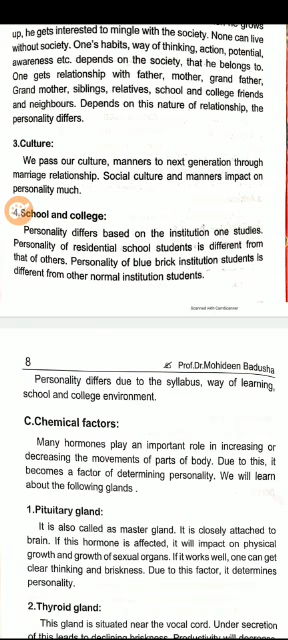 grows
up, he gets interested to mingle with the society. None can live
without society. One's habits, way of thinking, action, potential,
awareness etc. depends on the society, that he belongs to.
One gets relationship with father, mother, grand father,
Grand mother, siblings, relatives, school and college friends
and neighbours. Depends on this nature of relationship, the
personality differs.
3.Culture:
We pass our culture, manners to next generation through
marriage relationship. Social culture and manners impact on
personality much.
4.School and college:
Personality differs based on the institution one studies.
Personality of residential school students is different from
that of others. Personality of blue brick institution students is
different from other normal institution students.
Scanned with CamScanner
8
Prof.Dr.Mohideen Badusha
Personality differs due to the syllabus, way of learning,
school and college environment.
C.Chemical factors:
Many hormones play an important role in increasing or
decreasing the movements of parts of body. Due to this, it
becomes a factor of determining personality. We will learn
about the following glands .
1.Pituitary gland:
It is also called as master gland. It is closely attached to
brain. If this hormone is affected, it will impact on physical
growth and growth of sexual organs. If it works well, one can get
clear thinking and briskness. Due to this factor, it determines
personality.
2.Thyroid gland:
This gland is situated near the vocal cord. Under secretion
of this leads to declining briskness. Productivity will decrease